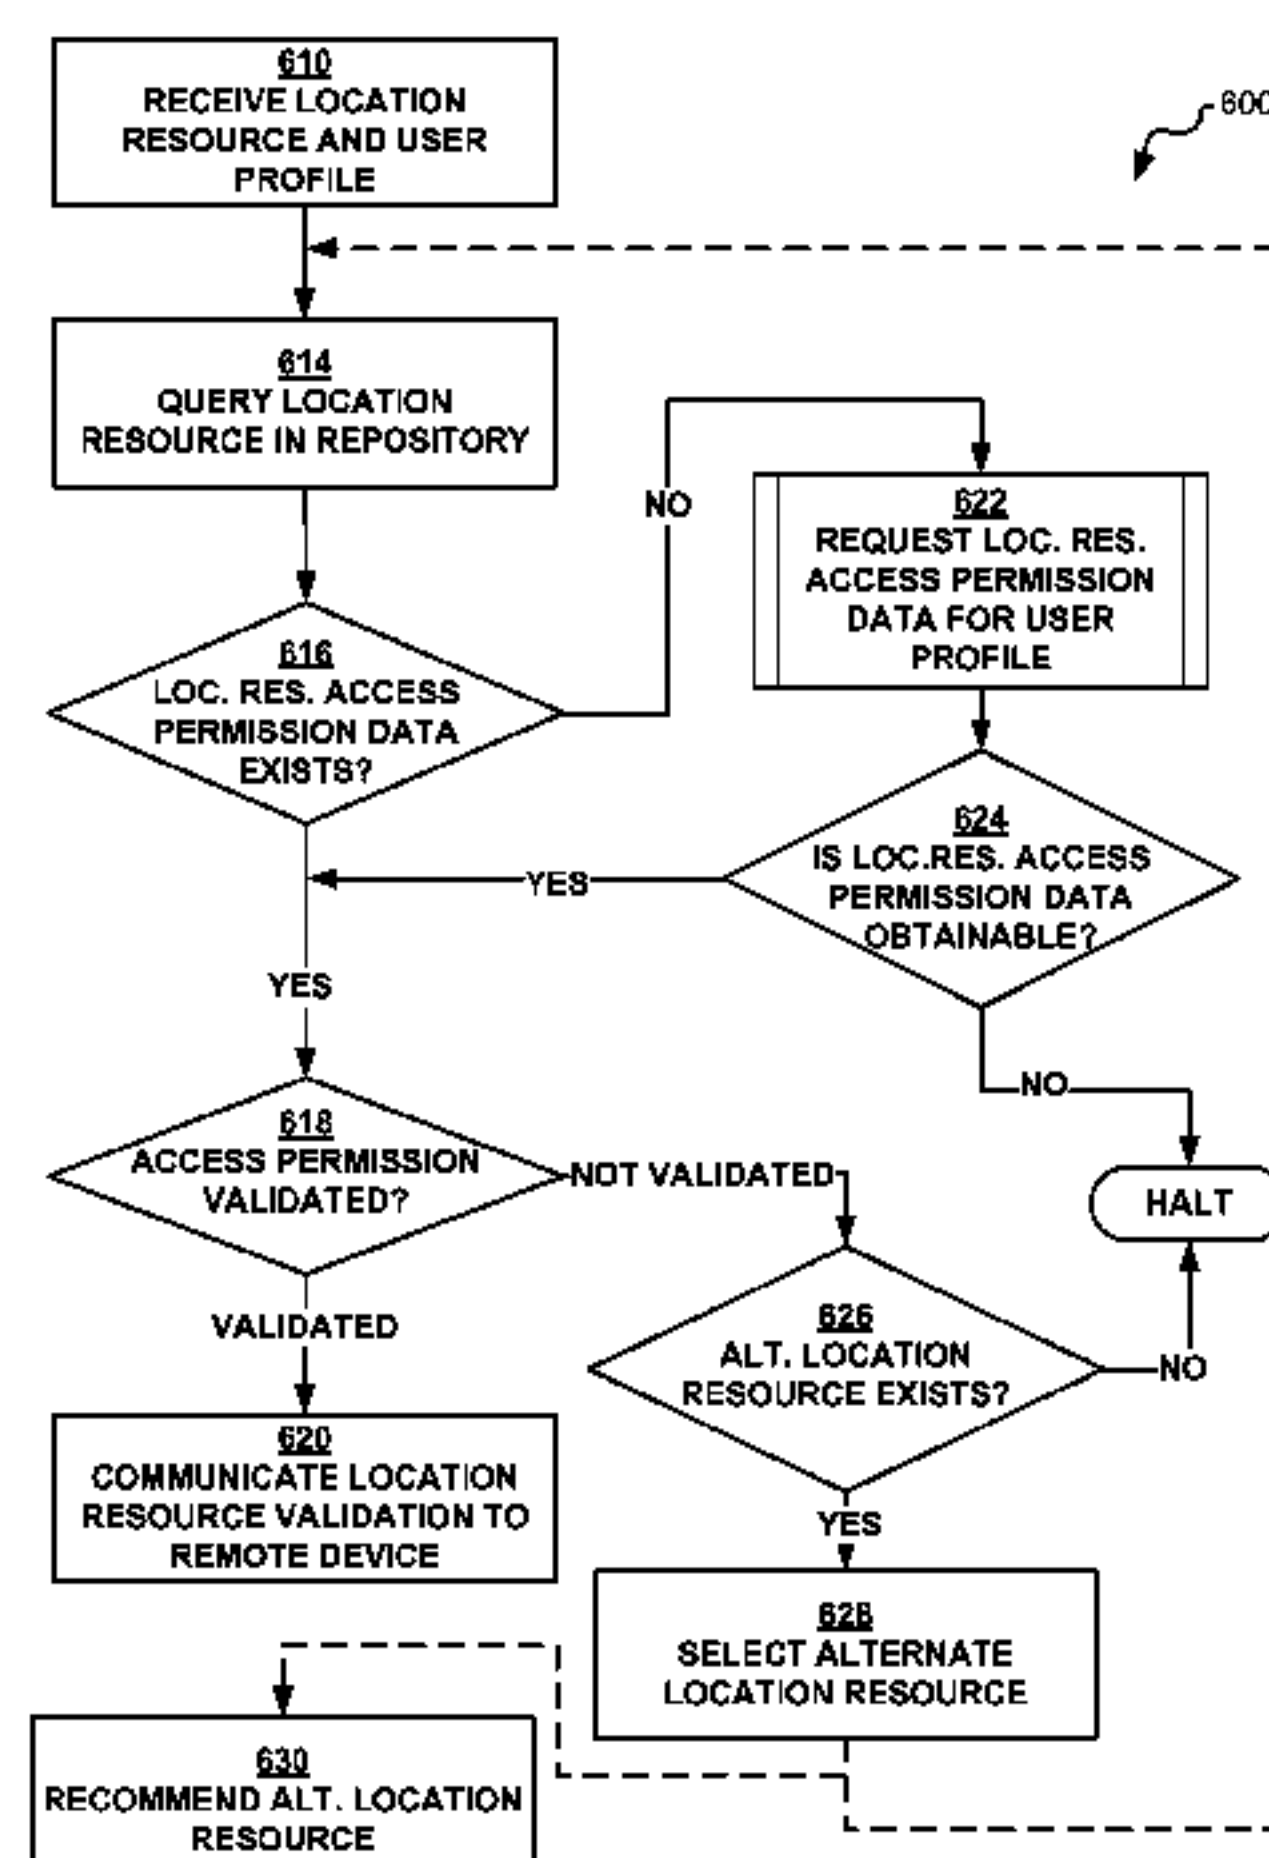 610
RECEIVE LOCATION
RESOURCE AND USER
PROFILE
600
614
QUERY LOCATION
RESOURCE IN REPOSITORY
NO
622
REQUEST LOC. RES.
ACCESS PERMISSION
DATA FOR USER
PROFILE
616
LOC. RES. ACCESS
PERMISSION DATA
EXISTS?
624
IS LOC.RES. ACCESS
PERMISSION DATA
OBTAINABLE?
YES
YES
NO
618
ACCESS PERMISSION
VALIDATED?
NOT VALIDATED
HALT
VALIDATED
626
ALT. LOCATION
RESOURCE EXISTS?
NO
620
COMMUNICATE LOCATION
RESOURCE VALIDATION TO
REMOTE DEVICE
YES
628
SELECT ALTERNATE
LOCATION RESOURCE
630
RECOMMEND ALT. LOCATION
RESOURCE